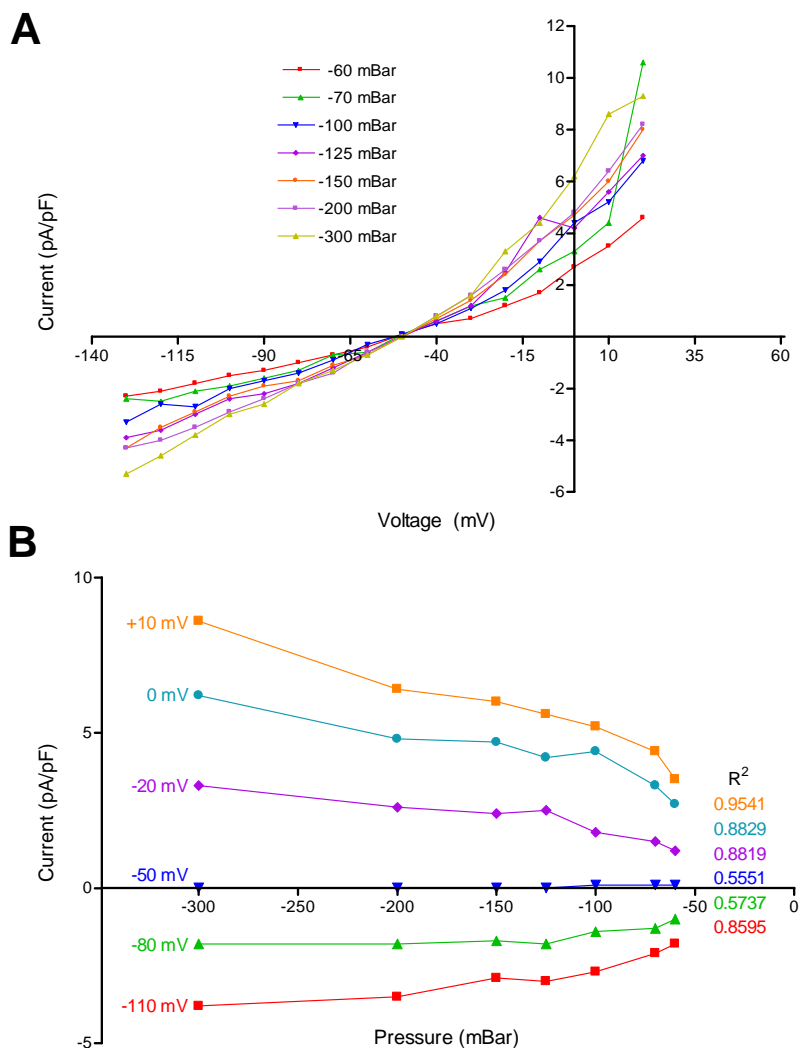 A
-60 mBar
-70 mBar
-100 mBar
-125 mBar
-150 mBar
-200 mBar
-300 mBar
12
10
8
6
4
2
-2
-4
-6
-140 -115 -90 -65 -40 -15 10 35 60
Current (pA/pF)
Voltage (mV)
B
10
5
0
-5
+10 mV
0 mV
-20 mV
-50 mV
-80 mV
-110 mV
R²
0.9541
0.8829
0.8819
0.5551
0.5737
0.8595
-300 -250 -200 -150 -100 -50 0
Current (pA/pF)
Pressure (mBar)